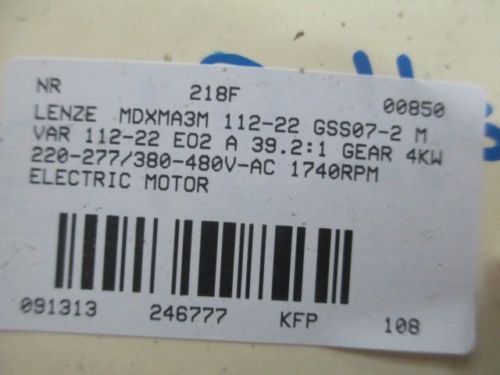 NR 218F 00850
LENZE MDXMA3M 112-22 GSS07-2 M
VAR 112-22 EO2 A 39.2:1 GEAR 4KW
220-277/380-480V-AC 1740RPM
ELECTRIC MOTOR
091313 246777 KFP 108